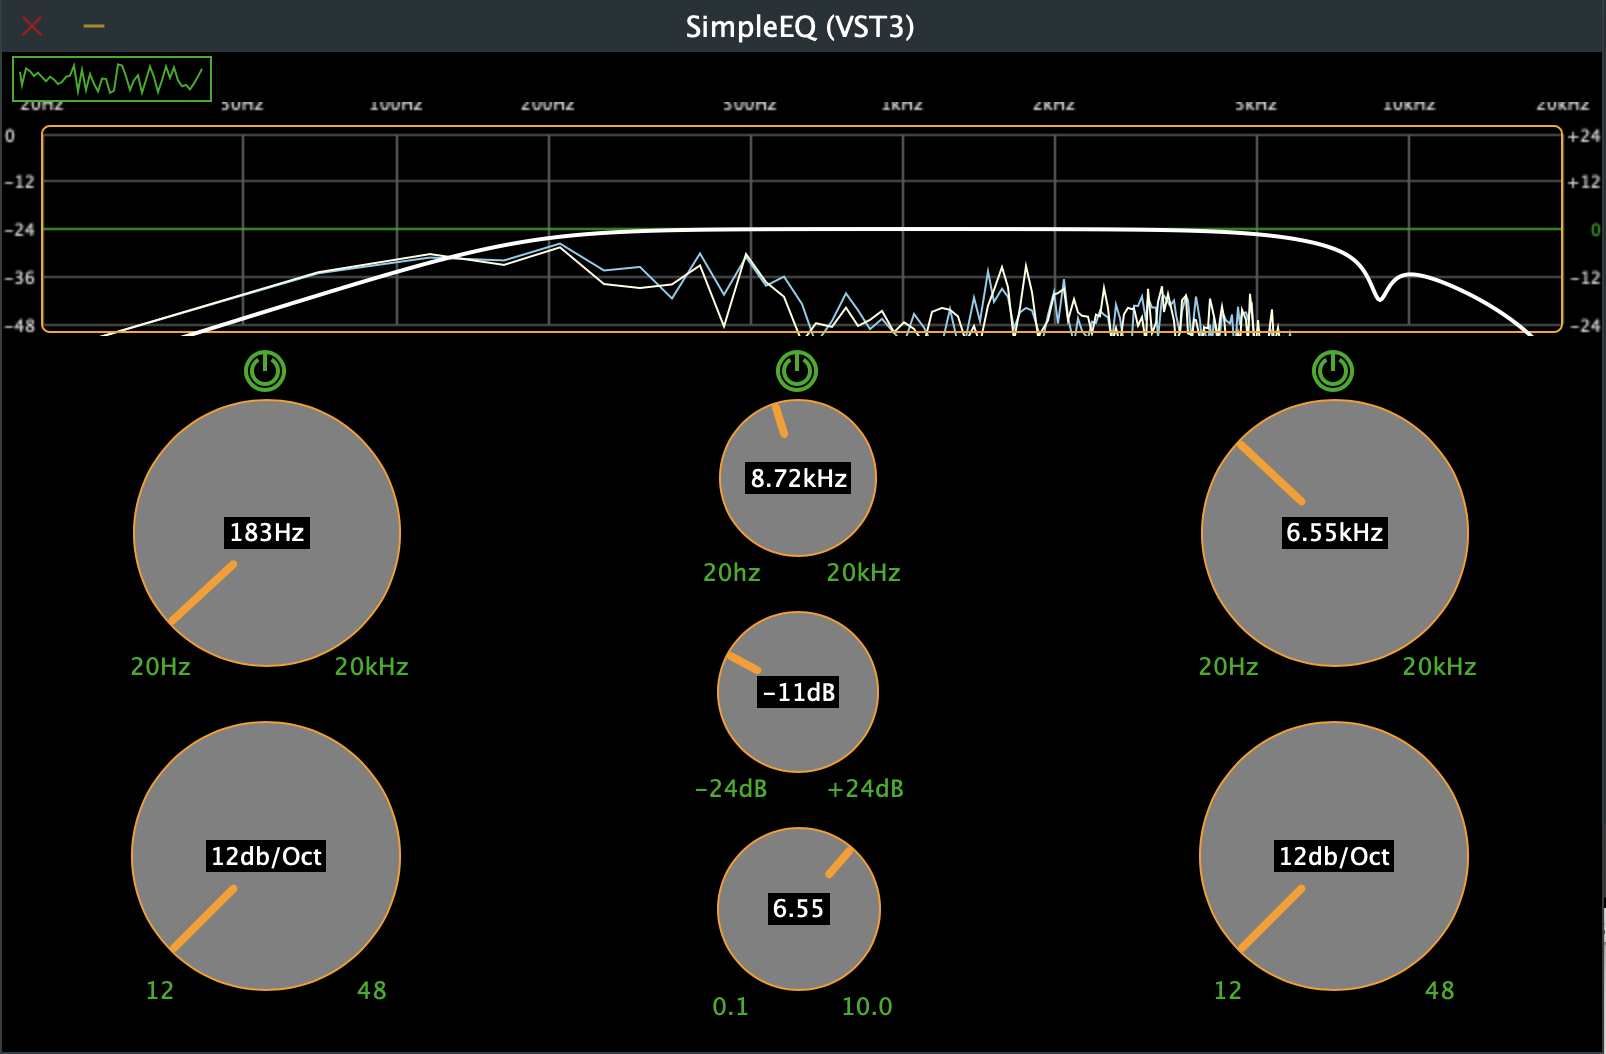 SimpleEQ (VST3)
20Hz 50Hz 100Hz 200Hz 500Hz 1kHz 2kHz 5kHz 10kHz 20kHz
0 +24
-12 +12
-24 0
-36 -12
-48 -24
8.72kHz
183Hz 6.55kHz
20hz 20kHz
20Hz 20kHz 20Hz 20kHz
-11dB
-24dB +24dB
12db/Oct 12db/Oct
6.55
12 48 12 48
0.1 10.0